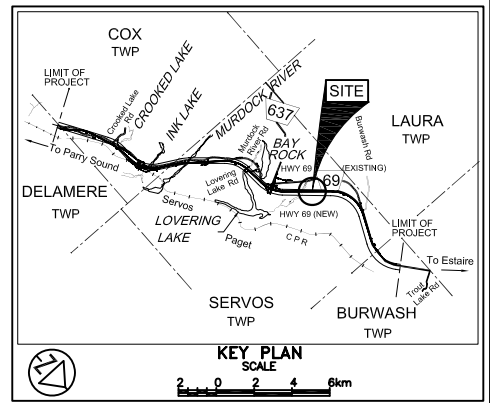 COX
TWP
LIMIT OF
PROJECT
Crooked Lake
Rd
CROOKED LAKE
INK LAKE
MURDOCK RIVER
637
SITE
LAURA
TWP
Murdock
River Rd
BAY
ROCK
Burwash Rd
HWY 69
(EXISTING)
69
To Parry Sound
DELAMERE
TWP
Lovering
Lake Rd
Servos
HWY 69 (NEW)
LOVERING
LAKE
Paget
CPR
LIMIT OF
PROJECT
To Estaire
Trout
Lake Rd
SERVOS
TWP
BURWASH
TWP
KEY PLAN
SCALE
2 0 2 4 6km